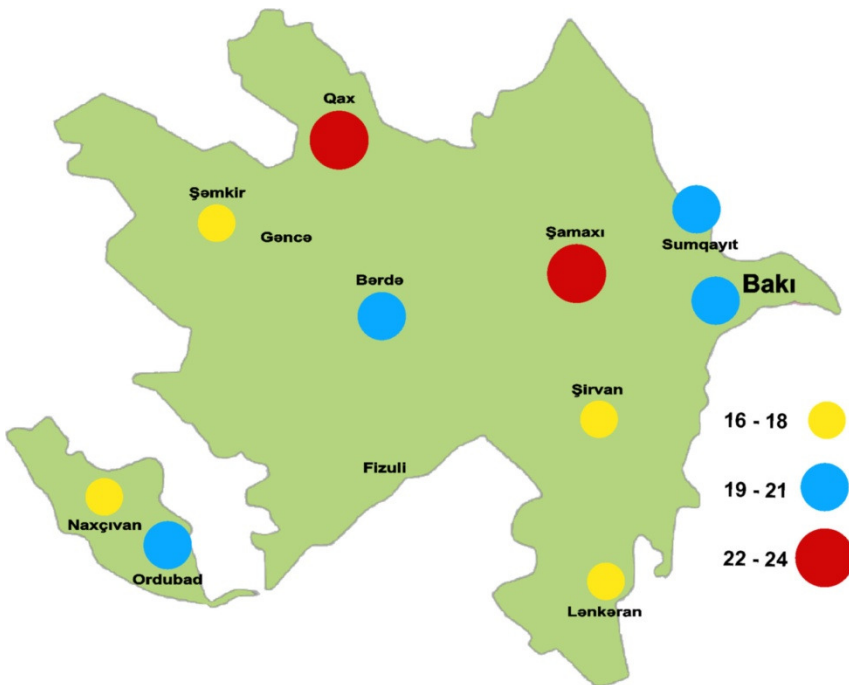 Qax
Şəmkir
Gəncə
Şamaxı
Sumqayıt
Bərdə
Bakı
Şirvan
16 - 18
Fizuli
19 - 21
Naxçıvan
22 - 24
Ordubad
Lənkəran